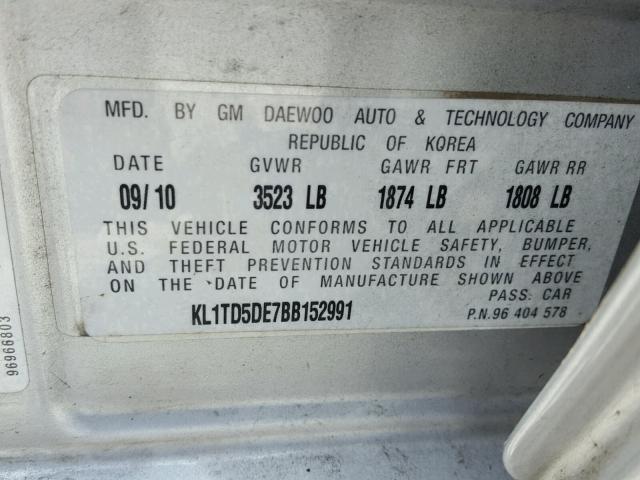 MFD. BY GM DAEWOO AUTO & TECHNOLOGY COMPANY
REPUBLIC OF KOREA
DATE GVWR GAWR FRT GAWR RR
09/10 3523 LB 1874 LB 1808 LB
THIS VEHICLE CONFORMS TO ALL APPLICABLE
U.S. FEDERAL MOTOR VEHICLE SAFETY, BUMPER,
AND THEFT PREVENTION STANDARDS IN EFFECT
ON THE DATE OF MANUFACTURE SHOWN ABOVE
PASS: CAR
KL1TD5DE7BB152991
P.N.96 404 578
96966803